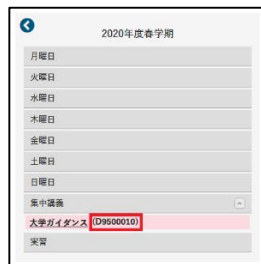 2020年度春学期
月曜日
火曜日
水曜日
木曜日
金曜日
土曜日
日曜日
集中講義
大学ガイダンス (D9500010)
実習